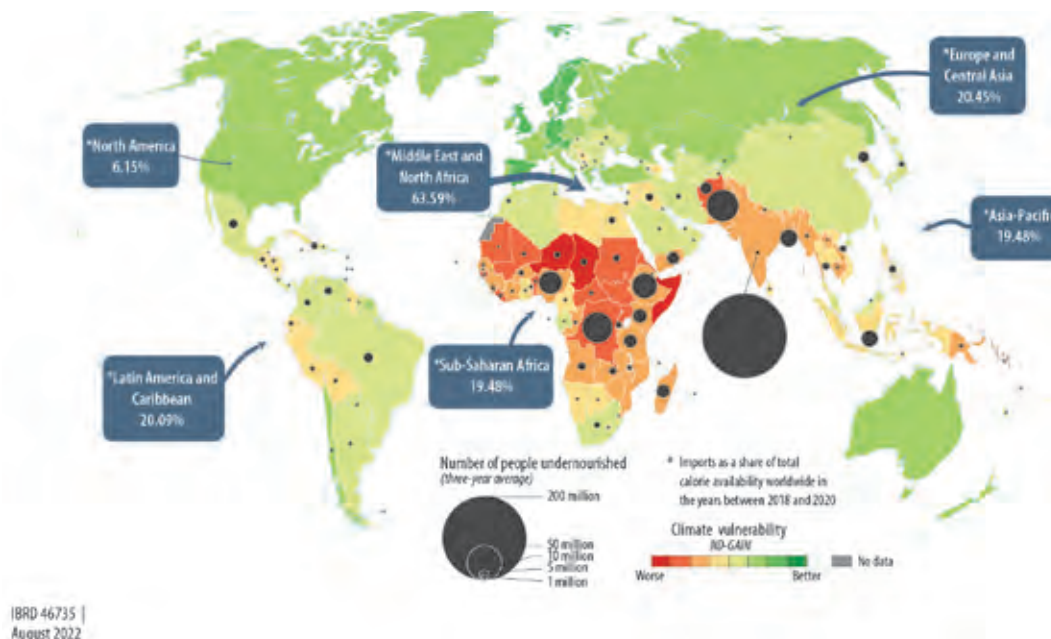 *Europe and
Central Asia
20.45%
*North America
6.15%
*Middle East and
North Africa
63.59%
*Asia-Pacific
19.48%
*Latin America and
Caribbean
20.09%
*Sub-Saharan Africa
19.48%
Number of people undernourished
(three-year average)
200 million
50 million
10 million
5 million
1 million
* Imports as a share of total
calorie availability worldwide in
the years between 2018 and 2020
Climate vulnerability
ND-GAIN
Worse
Better
No data
IBRD 46735 |
August 2022